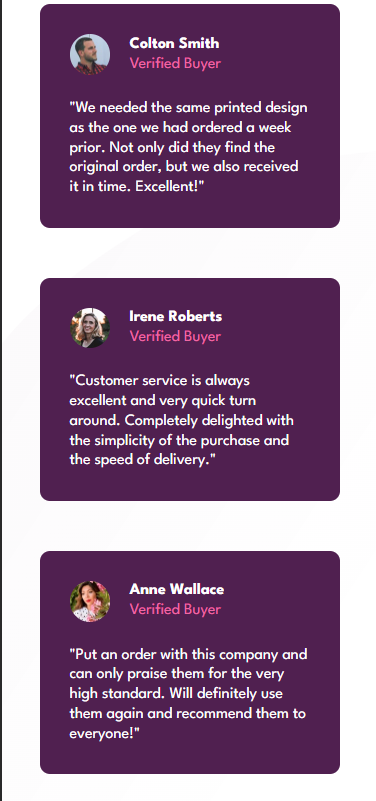 Colton Smith
Verified Buyer
"We needed the same printed design
as the one we had ordered a week
prior. Not only did they find the
original order, but we also received
it in time. Excellent!"
Irene Roberts
Verified Buyer
"Customer service is always
excellent and very quick turn
around. Completely delighted with
the simplicity of the purchase and
the speed of delivery."
Anne Wallace
Verified Buyer
"Put an order with this company and
can only praise them for the very
high standard. Will definitely use
them again and recommend them to
everyone!"